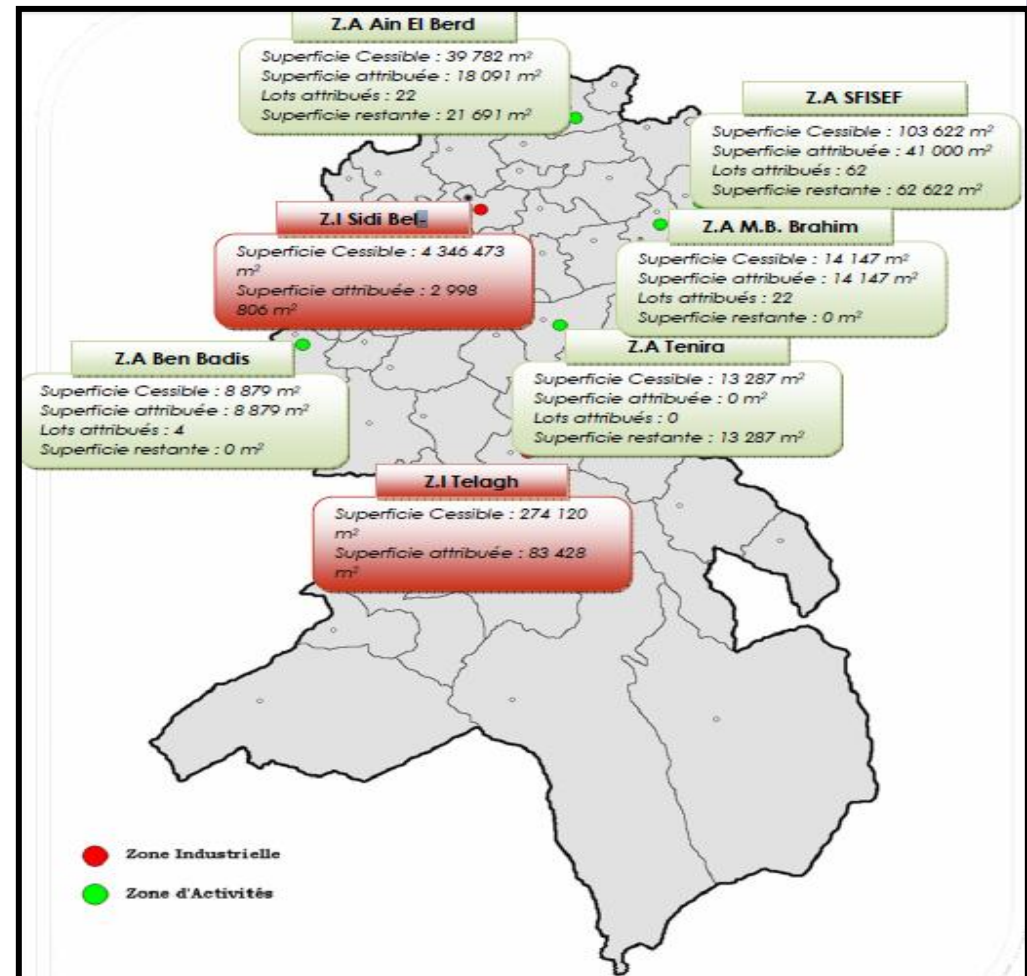 Z.A Ain El Berd
Superficie Cessible : 39 782 m²
Superficie attribuée : 18 091 m²
Lots attribués : 22
Superficie restante : 21 691 m²
Z.A SFISEF
Superficie Cessible : 103 622 m²
Superficie attribuée : 41 000 m²
Lots attribués : 62
Superficie restante : 62 622 m²
Z.I Sidi Bel-
Superficie Cessible : 4 346 473
m²
Superficie attribuée : 2 998
806 m²
Z.A M.B. Brahim
Superficie Cessible : 14 147 m²
Superficie attribuée : 14 147 m²
Lots attribués : 22
Superficie restante : 0 m²
Z.A Ben Badis
Superficie Cessible : 8 879 m²
Superficie attribuée : 8 879 m²
Lots attribués : 4
Superficie restante : 0 m²
Z.A Tenira
Superficie Cessible : 13 287 m²
Superficie attribuée : 0 m²
Lots attribués : 0
Superficie restante : 13 287 m²
Z.I Telagh
Superficie Cessible : 274 120
m²
Superficie attribuée : 83 428
m²
Zone Industrielle
Zone d'Activités